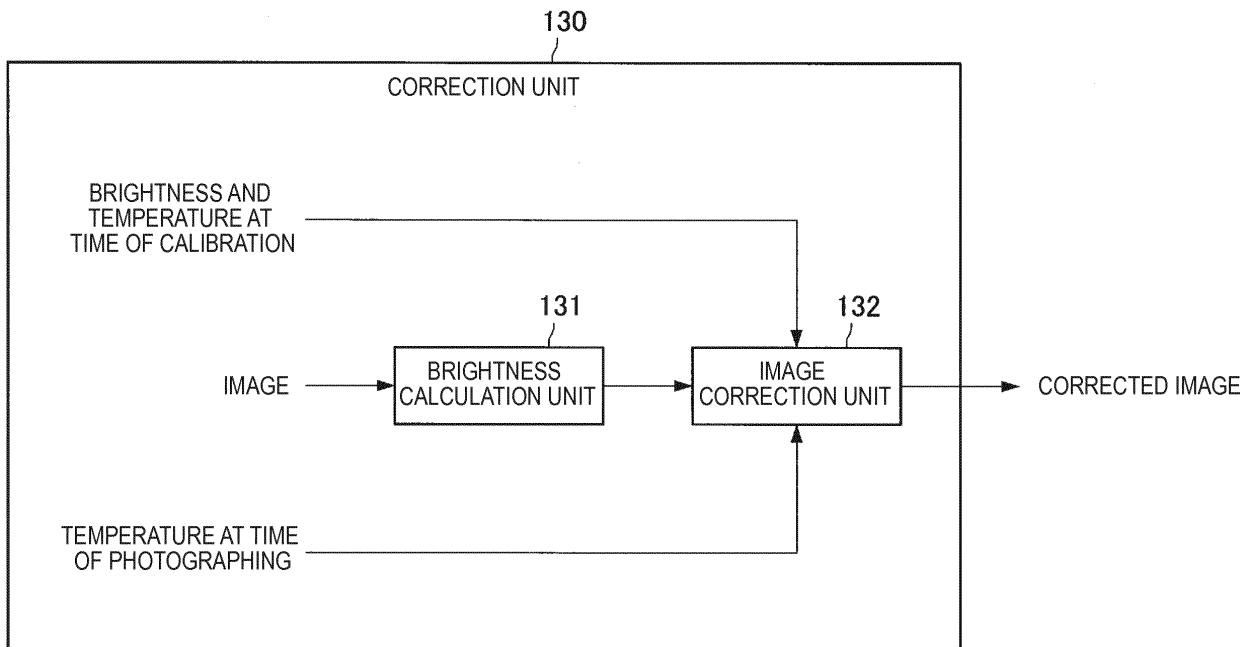 130
CORRECTION UNIT
BRIGHTNESS AND
TEMPERATURE AT
TIME OF CALIBRATION
131
132
IMAGE
BRIGHTNESS
CALCULATION UNIT
IMAGE
CORRECTION UNIT
CORRECTED IMAGE
TEMPERATURE AT TIME
OF PHOTOGRAPHING